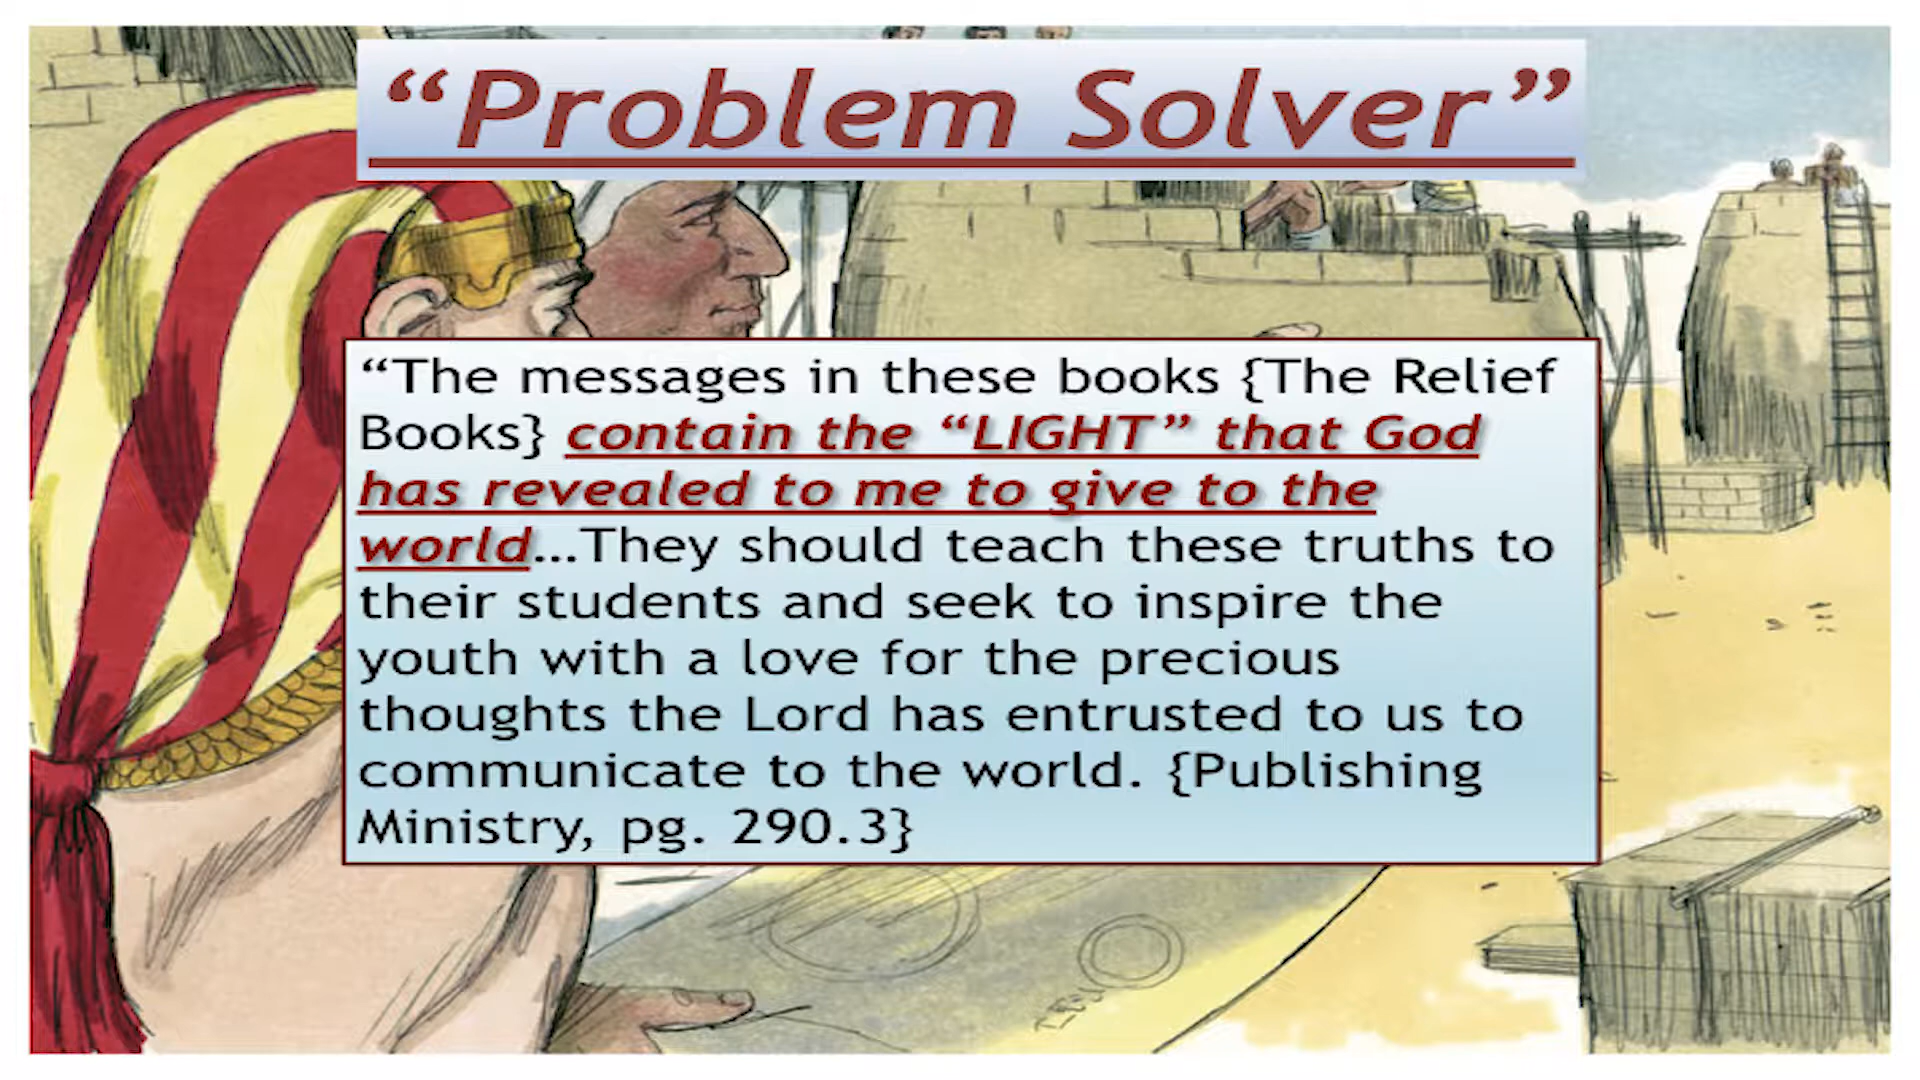 “Problem Solver”
“The messages in these books {The Relief
Books} contain the “LIGHT” that God
has revealed to me to give to the
world...They should teach these truths to
their students and seek to inspire the
youth with a love for the precious
thoughts the Lord has entrusted to us to
communicate to the world. {Publishing
Ministry, pg. 290.3}